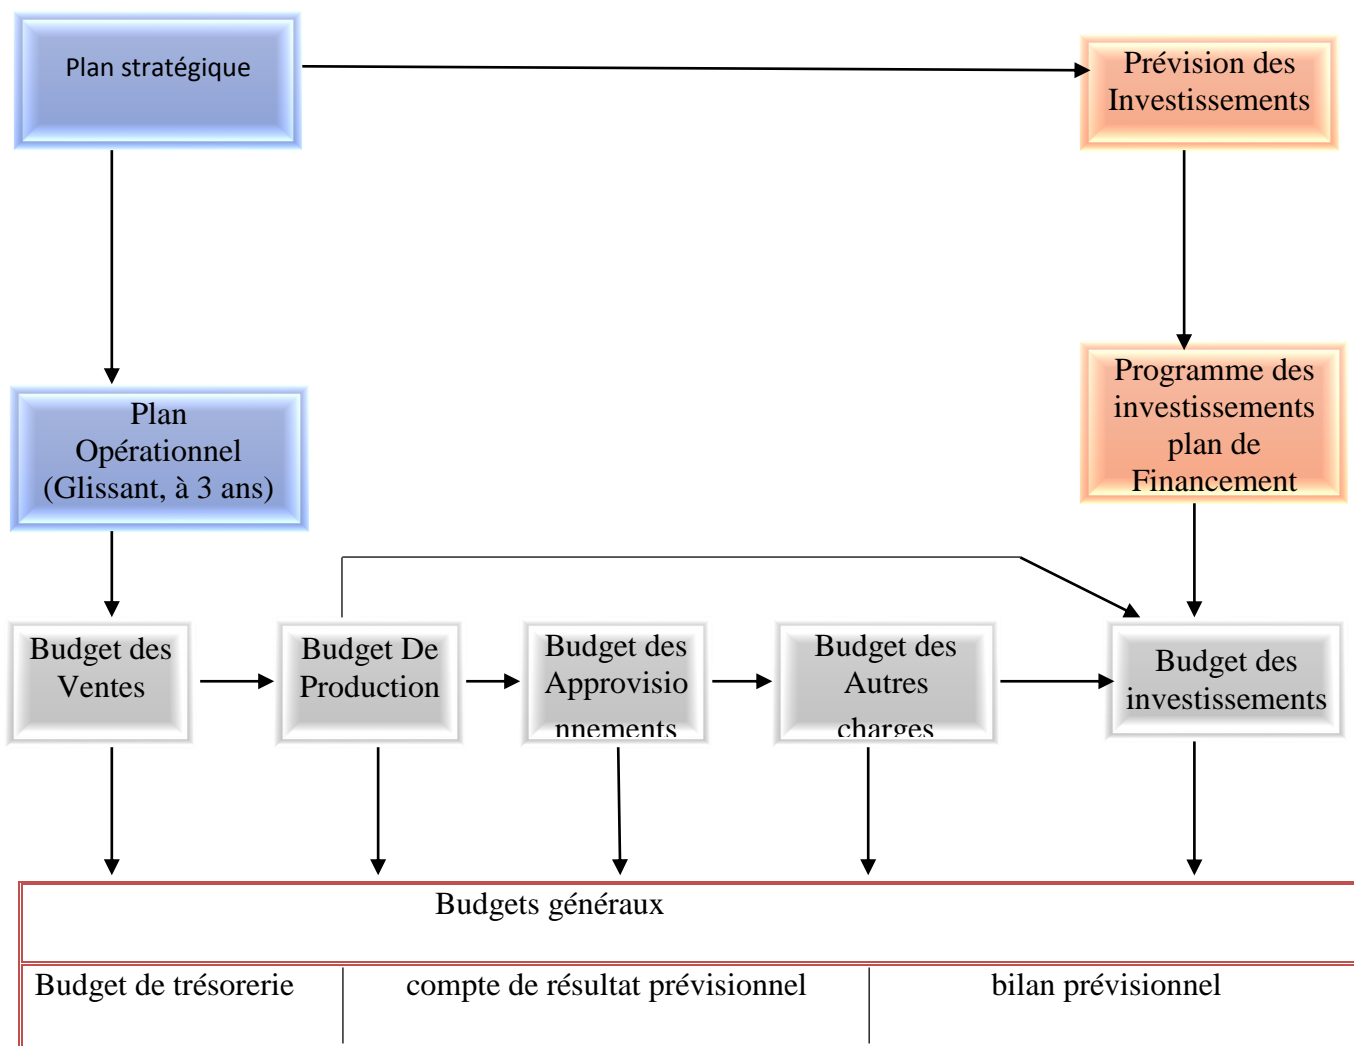 Plan stratégique
Prévision des
Investissements
Plan
Opérationnel
(Glissant, à 3 ans)
Programme des
investissements
plan de
Financement
Budget des
Ventes
Budget De
Production
Budget des
Approvisio
nnements
Budget des
Autres
charges
Budget des
investissements
Budgets généraux
Budget de trésorerie
compte de résultat prévisionnel
bilan prévisionnel